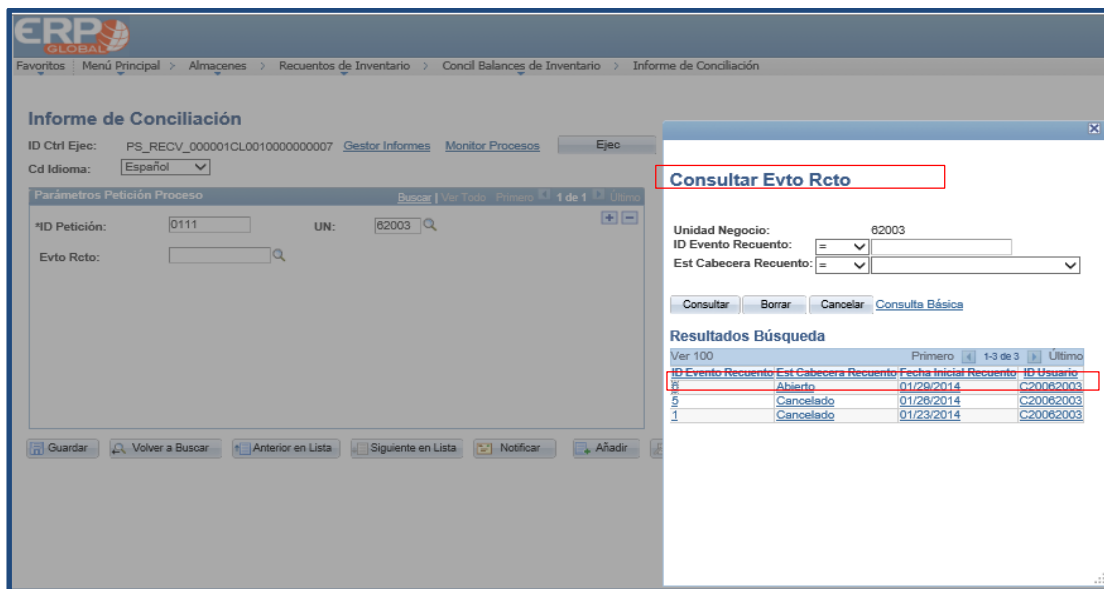 ERP
GLOBAL
Favoritos Menú Principal > Almacenes > Recuentos de Inventario > Concil Balances de Inventario > Informe de Conciliación
Informe de Conciliación
ID Ctrl Ejec: PS_RECV_000001CL0010000000007 Gestor Informes Monitor Procesos Ejec
Cd Idioma: Español
Parámetros Petición Proceso Buscar | Ver Todo Primero 1 de 1 Último
*ID Petición: 0111 UN: 62003
Evto Rcto:
Guardar Volver a Buscar Anterior en Lista Siguiente en Lista Notificar Añadir
Consultar Evto Rcto
Unidad Negocio: 62003
ID Evento Recuento: =
Est Cabecera Recuento: =
Consultar Borrar Cancelar Consulta Básica
Resultados Búsqueda
Ver 100 Primero 1-3 de 3 Último
ID Evento Recuento Est Cabecera Recuento Fecha Inicial Recuento ID Usuario
6 Abierto 01/29/2014 C20062003
5 Cancelado 01/26/2014 C20062003
1 Cancelado 01/23/2014 C20062003